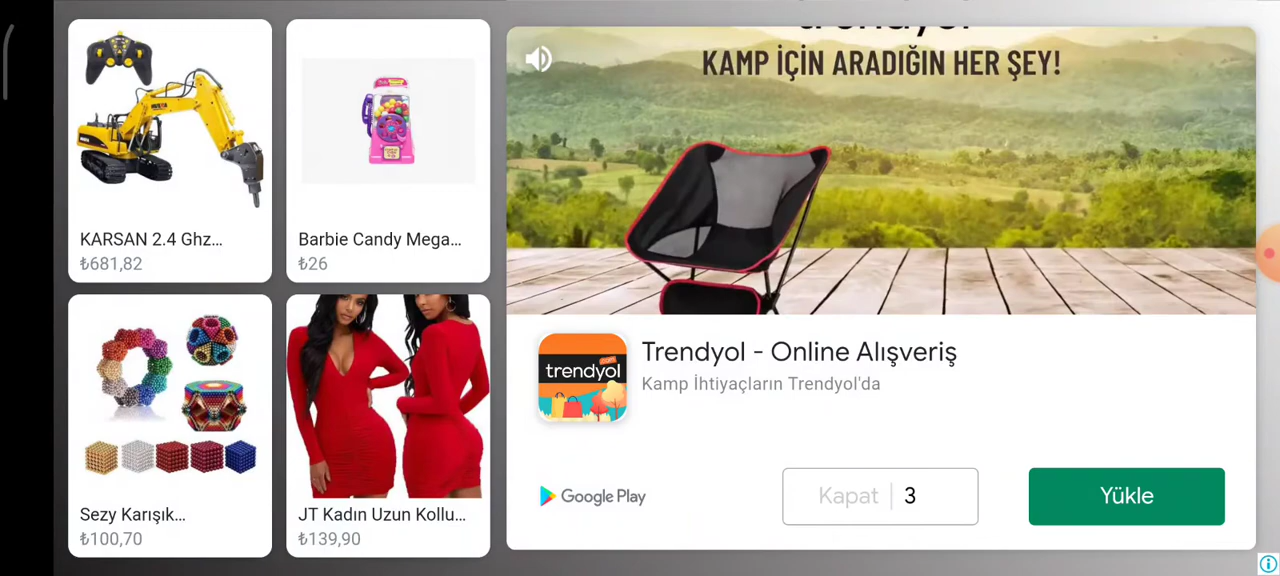 KARSAN 2.4 Ghz...
₺681,82
Barbie Candy Mega...
₺26
Sezy Karışık...
₺100,70
JT Kadın Uzun Kollu...
₺139,90
trendyol
KAMP İÇİN ARADIĞIN HER ŞEY!
trendyol
.com
Trendyol - Online Alışveriş
Kamp İhtiyaçların Trendyol'da
Google Play
Kapat | 3
Yükle